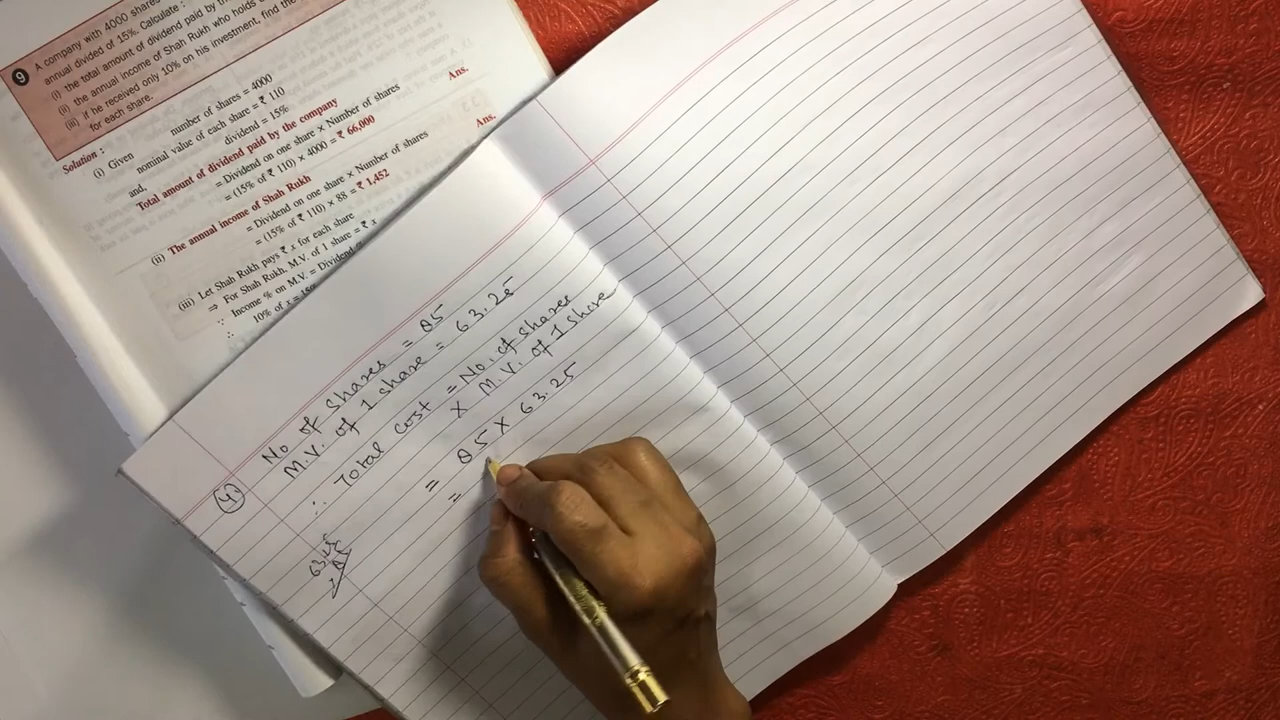 9 A company with 4000 shares
annual divided of 15%. Calculate :
(i) the total amount of dividend paid by the
(ii) the annual income of Shah Rukh who holds
(iii) if he received only 10% on his investment, find the
for each share.
Solution :
(i) Given number of shares = 4000
nominal value of each share = ₹ 110
and, dividend = 15%
Total amount of dividend paid by the company
= Dividend on one share × Number of shares
= (15% of ₹ 110) × 4000 = ₹ 66,000 Ans.
(ii) The annual income of Shah Rukh
= Dividend on one share × Number of shares
= (15% of ₹ 110) × 88 = ₹ 1,452 Ans.
(iii) Let Shah Rukh pays ₹ x for each share
⇒ For Shah Rukh, M.V. of 1 share = ₹ x
∵ Income % on M.V. = Dividend
∴ 10% of x =
4. No of Shares = 85
M.V. of 1 share = 63.25
∴ Total cost = No. of shares
× M.V. of 1 share
= 85 × 63.25
=
63.25